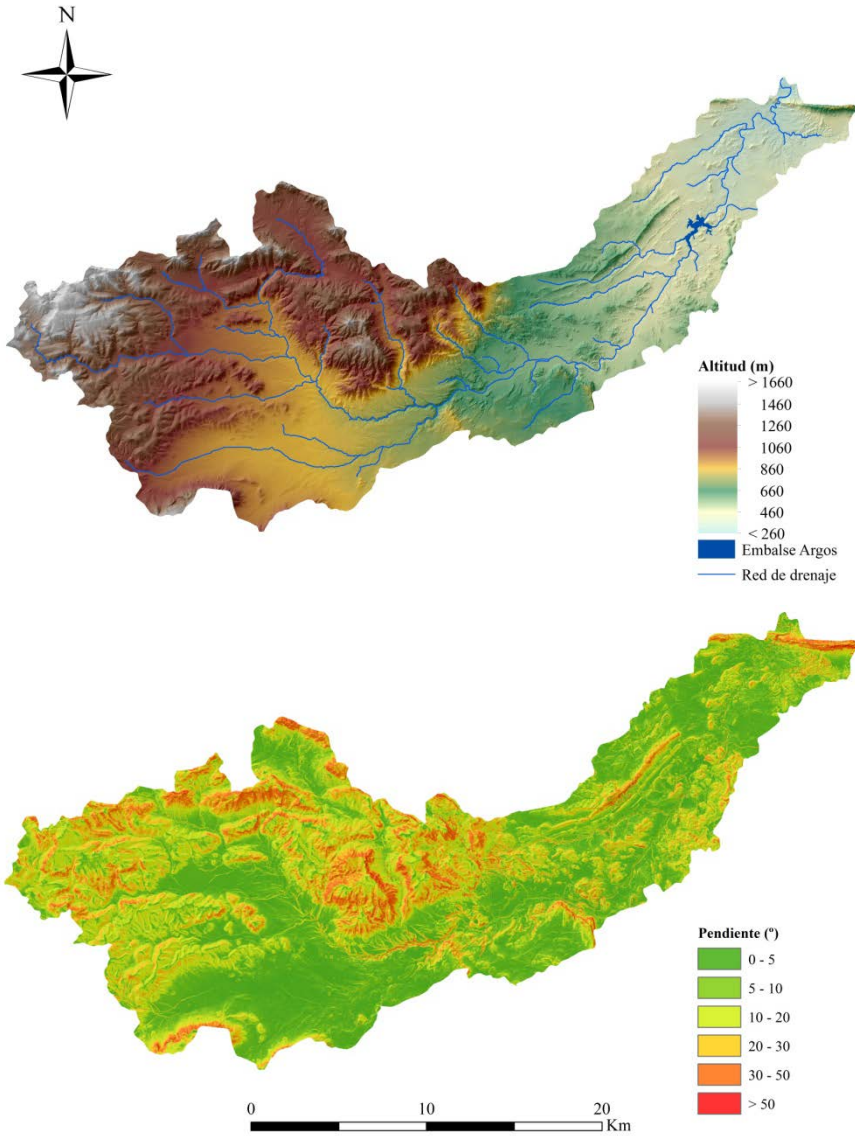 N
Altitud (m)
> 1660
1460
1260
1060
860
660
460
< 260
Embalse Argos
Red de drenaje
Pendiente (º)
0 - 5
5 - 10
10 - 20
20 - 30
30 - 50
> 50
0 10 20
Km